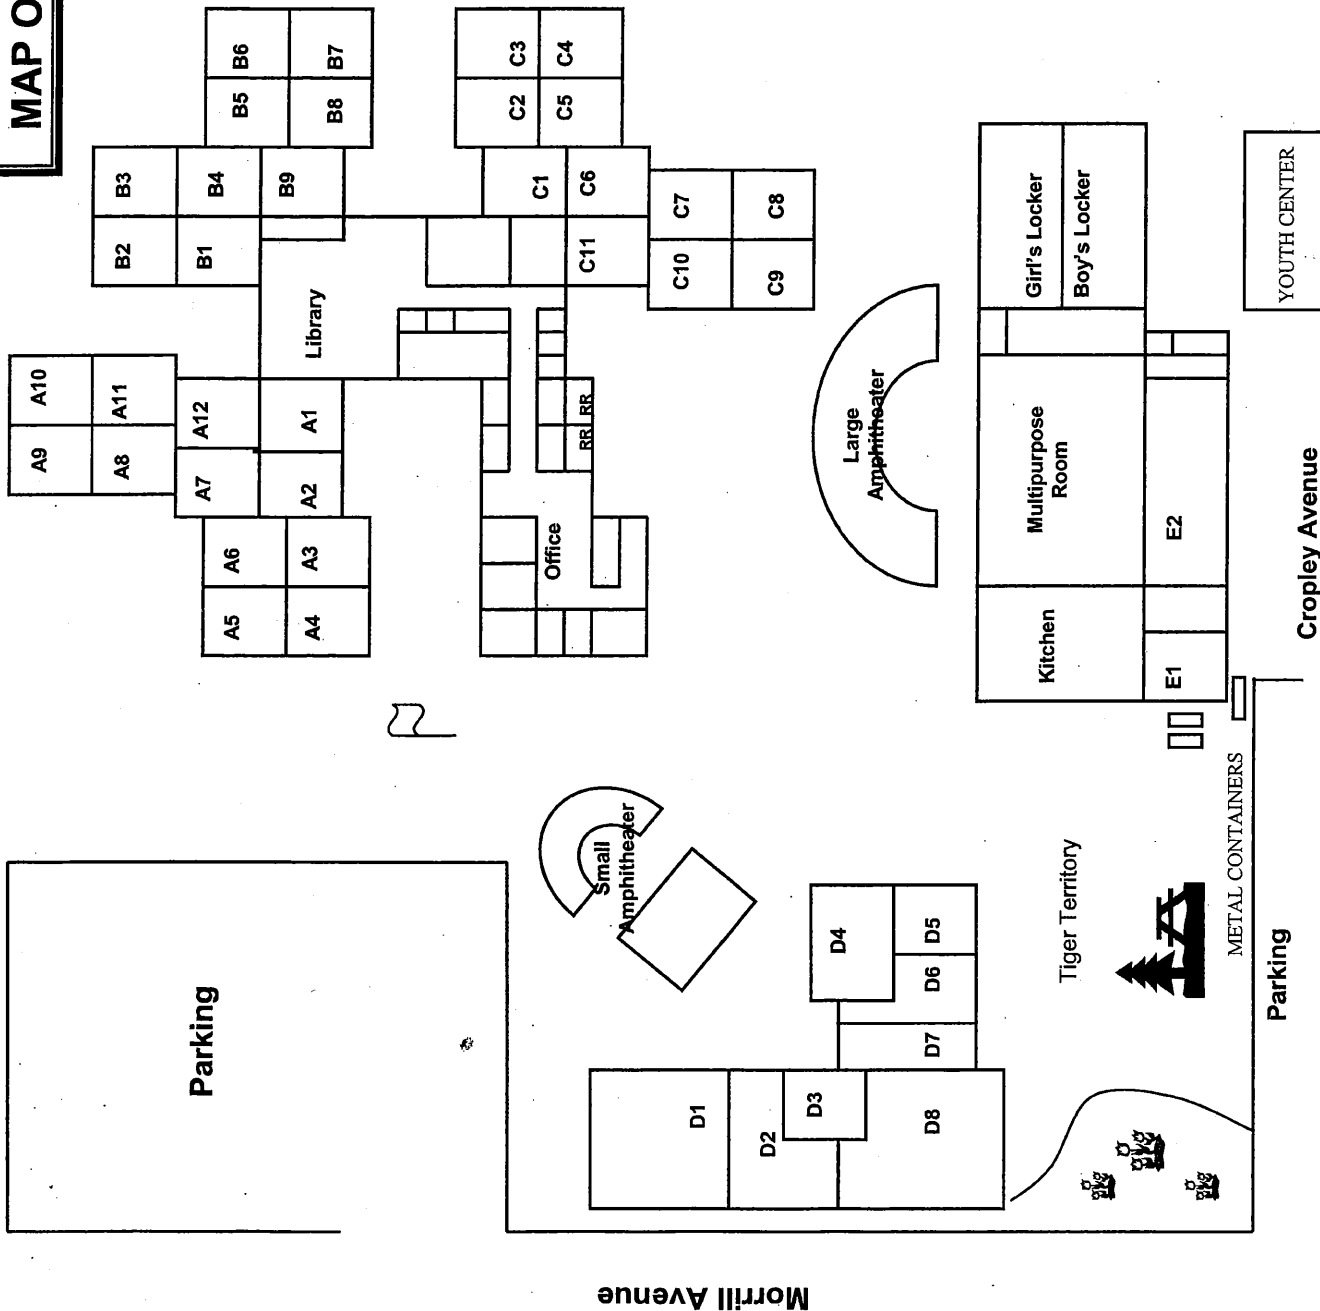 MAP O
A9
A10
A8
A11
B2
B3
A7
A12
B1
B4
B5
B6
A5
A6
A2
A1
B9
B8
B7
A4
A3
Library
Parking
C2
C3
Office
C1
C5
C4
RR
RR
C11
C6
Small
Amphitheater
C10
C7
C9
C8
D1
D2
D3
D4
D5
D6
D7
D8
Large
Amphitheater
Kitchen
Multipurpose
Room
Girl's Locker
Boy's Locker
Tiger Territory
E1
E2
METAL CONTAINERS
YOUTH CENTER
Parking
Cropley Avenue
Morrill Avenue